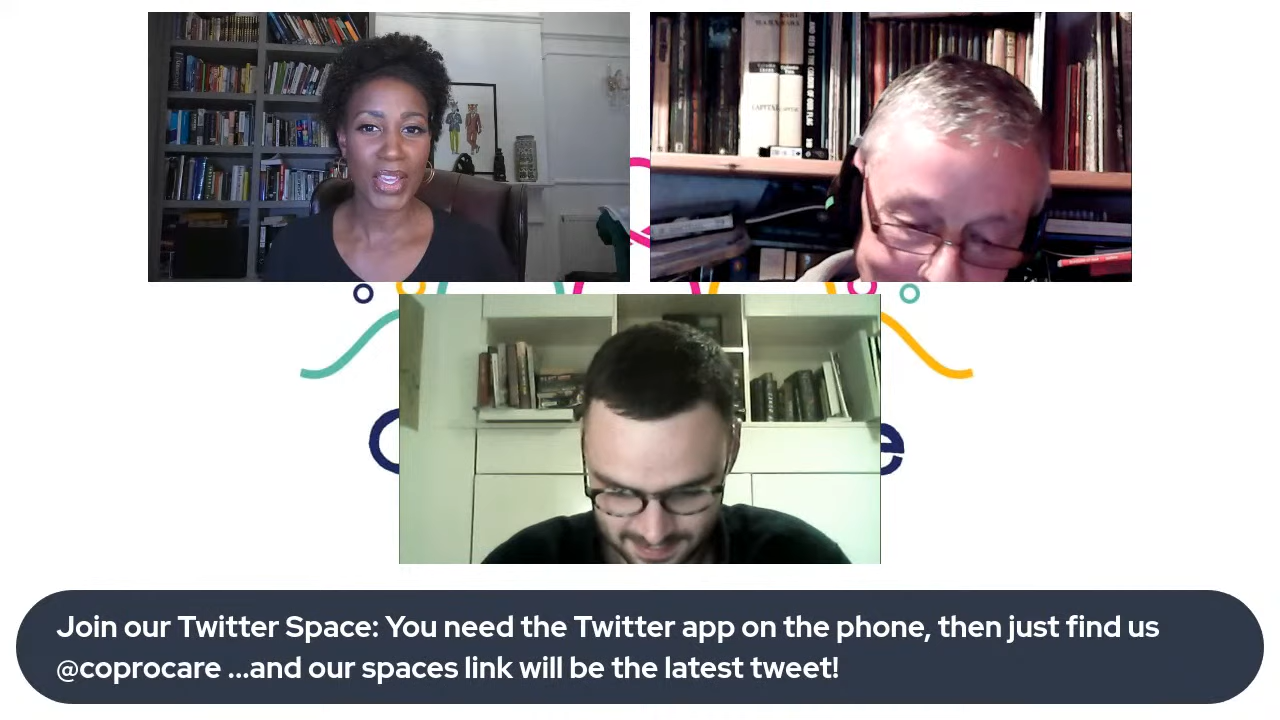 CAPITAL
Join our Twitter Space: You need the Twitter app on the phone, then just find us
@coprocare ...and our spaces link will be the latest tweet!